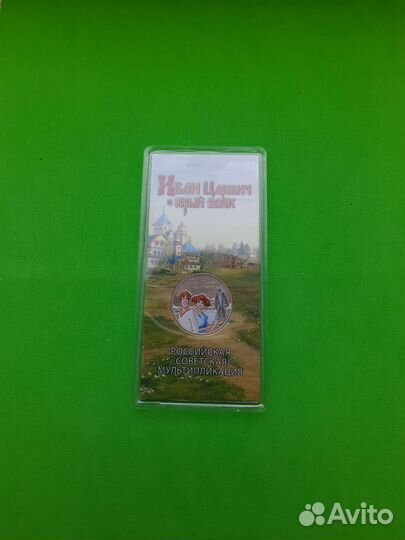 Иван Царевич
и серый волк
РОССИЙСКАЯ
(СОВЕТСКАЯ)
МУЛЬТИПЛИКАЦИЯ
Avito